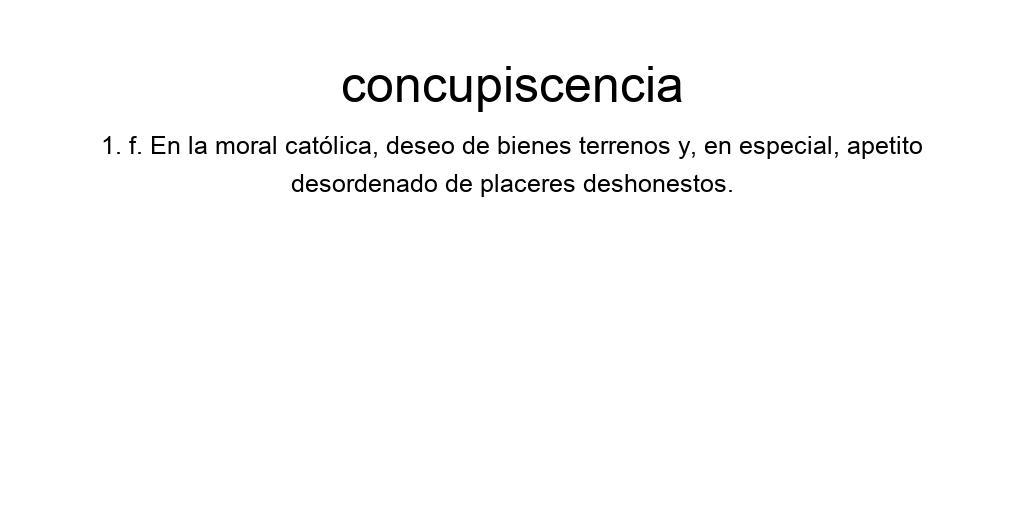 concupiscencia
1. f. En la moral católica, deseo de bienes terrenos y, en especial, apetito
desordenado de placeres deshonestos.